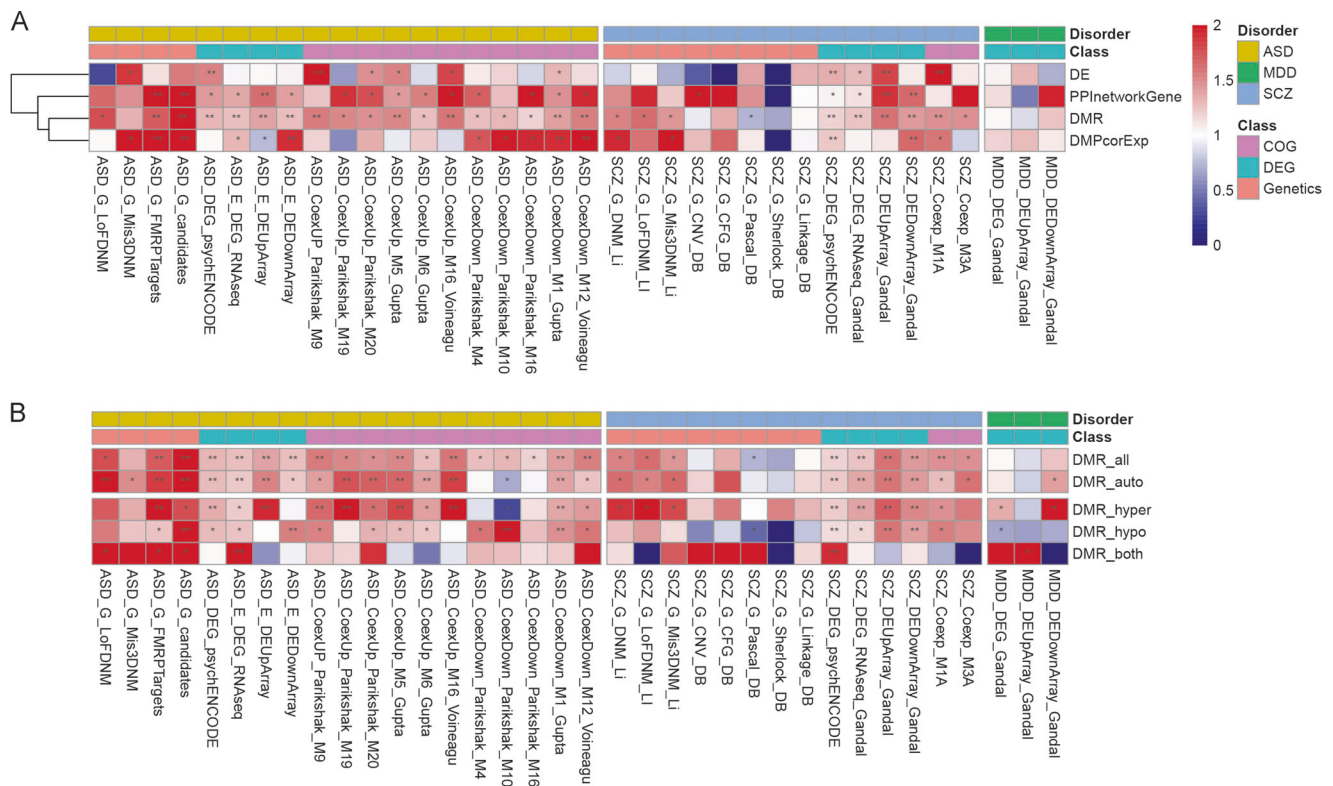 A
Disorder
Class
DE
PPInetworkGene
DMR
DMPcorExp
ASD_G_LoFDNM
ASD_G_Mis3DNM
ASD_G_FMRPTargets
ASD_G_candidates
ASD_DEG_psychENCODE
ASD_E_DEG_RNAseq
ASD_E_DEUpArray
ASD_E_DEDownArray
ASD_CoexUP_Parikshak_M9
ASD_CoexUp_Parikshak_M19
ASD_CoexUp_Parikshak_M20
ASD_CoexUp_M5_Gupta
ASD_CoexUp_M6_Gupta
ASD_CoexUp_M16_Voineagu
ASD_CoexDown_Parikshak_M4
ASD_CoexDown_Parikshak_M10
ASD_CoexDown_Parikshak_M16
ASD_CoexDown_M1_Gupta
ASD_CoexDown_M12_Voineagu
SCZ_G_DNM_Li
SCZ_G_LoFDNM_LI
SCZ_G_Mis3DNM_Li
SCZ_G_CNV_DB
SCZ_G_CFG_DB
SCZ_G_Pascal_DB
SCZ_G_Sherlock_DB
SCZ_G_Linkage_DB
SCZ_DEG_psychENCODE
SCZ_DEG_RNAseq_Gandal
SCZ_DEUpArray_Gandal
SCZ_DEDownArray_Gandal
SCZ_Coexp_M1A
SCZ_Coexp_M3A
MDD_DEG_Gandal
MDD_DEUpArray_Gandal
MDD_DEDownArray_Gandal
2
1.5
1
0.5
0
Disorder
ASD
MDD
SCZ
Class
COG
DEG
Genetics
B
Disorder
Class
DMR_all
DMR_auto
DMR_hyper
DMR_hypo
DMR_both
ASD_G_LoFDNM
ASD_G_Mis3DNM
ASD_G_FMRPTargets
ASD_G_candidates
ASD_DEG_psychENCODE
ASD_E_DEG_RNAseq
ASD_E_DEUpArray
ASD_E_DEDownArray
ASD_CoexUP_Parikshak_M9
ASD_CoexUp_Parikshak_M19
ASD_CoexUp_Parikshak_M20
ASD_CoexUp_M5_Gupta
ASD_CoexUp_M6_Gupta
ASD_CoexUp_M16_Voineagu
ASD_CoexDown_Parikshak_M4
ASD_CoexDown_Parikshak_M10
ASD_CoexDown_Parikshak_M16
ASD_CoexDown_M1_Gupta
ASD_CoexDown_M12_Voineagu
SCZ_G_DNM_Li
SCZ_G_LoFDNM_LI
SCZ_G_Mis3DNM_Li
SCZ_G_CNV_DB
SCZ_G_CFG_DB
SCZ_G_Pascal_DB
SCZ_G_Sherlock_DB
SCZ_G_Linkage_DB
SCZ_DEG_psychENCODE
SCZ_DEG_RNAseq_Gandal
SCZ_DEUpArray_Gandal
SCZ_DEDownArray_Gandal
SCZ_Coexp_M1A
SCZ_Coexp_M3A
MDD_DEG_Gandal
MDD_DEUpArray_Gandal
MDD_DEDownArray_Gandal